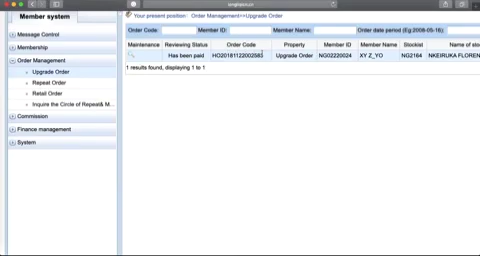 Member system
Your present position : Order Management>>Upgrade Order
Order Code: Member ID: Member Name: Order date period (Eg:2008-05-16):
Message Control
Membership
Order Management
Upgrade Order
Repeat Order
Retail Order
Inquire the Circle of Repeat& M...
Commission
Finance management
System
Maintenance Reviewing Status Order Code Property Member ID Member Name Stockist Name of stoc
Has been paid HO20181122002583 Upgrade Order NG02220024 XY Z_YO NG2164 NKEIRUKA FLOREN
1 results found, displaying 1 to 1